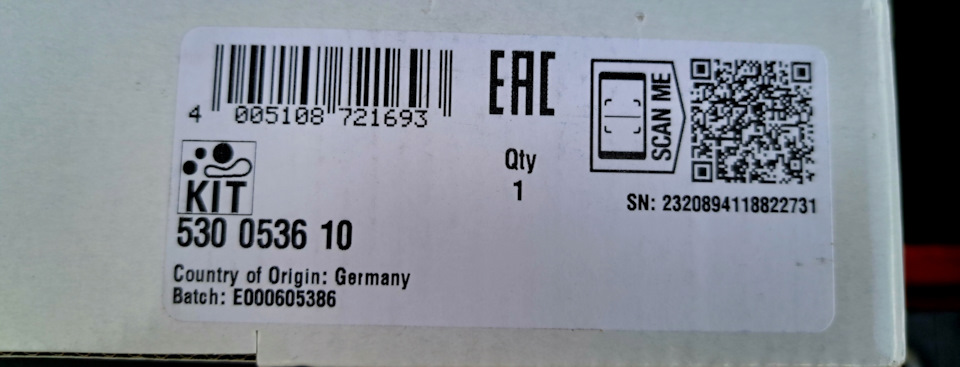 4 005108 721693
EAC
SCAN ME
Qty
1
SN: 2320894118822731
KIT
530 0536 10
Country of Origin: Germany
Batch: E000605386